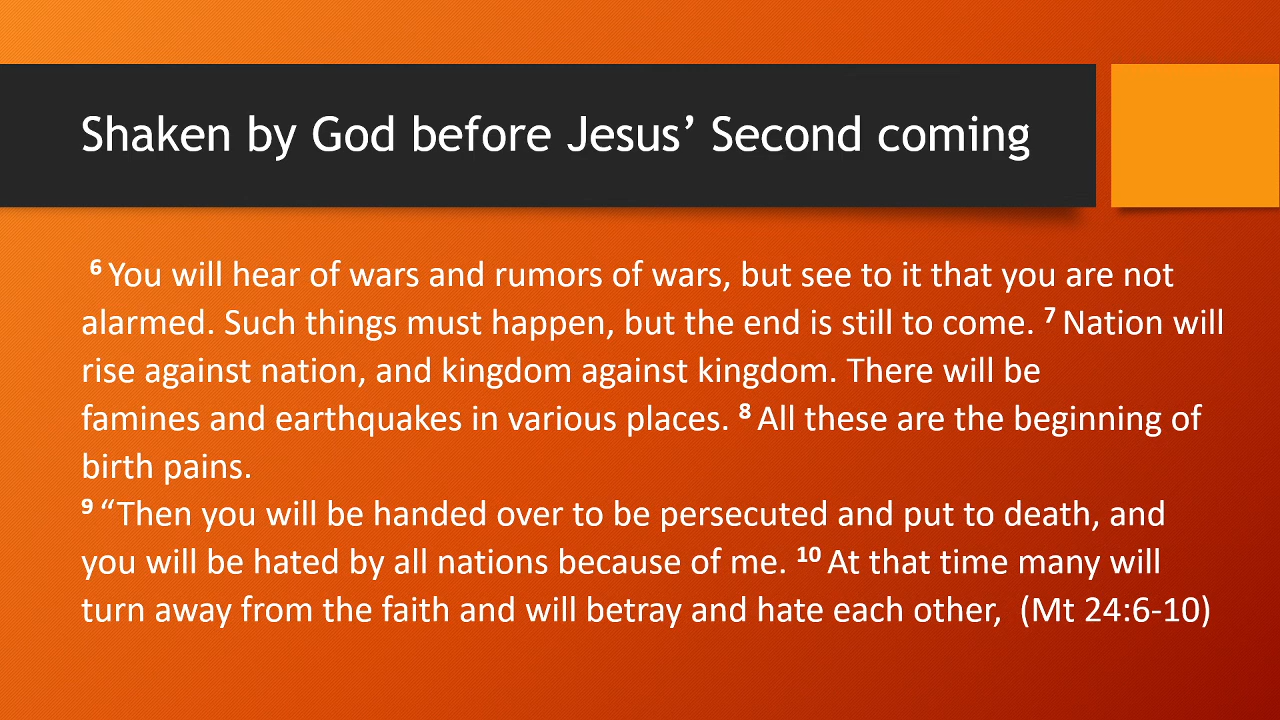 Shaken by God before Jesus’ Second coming
⁶ You will hear of wars and rumors of wars, but see to it that you are not
alarmed. Such things must happen, but the end is still to come. ⁷ Nation will
rise against nation, and kingdom against kingdom. There will be
famines and earthquakes in various places. ⁸ All these are the beginning of
birth pains.
⁹ “Then you will be handed over to be persecuted and put to death, and
you will be hated by all nations because of me. ¹⁰ At that time many will
turn away from the faith and will betray and hate each other,  (Mt 24:6-10)